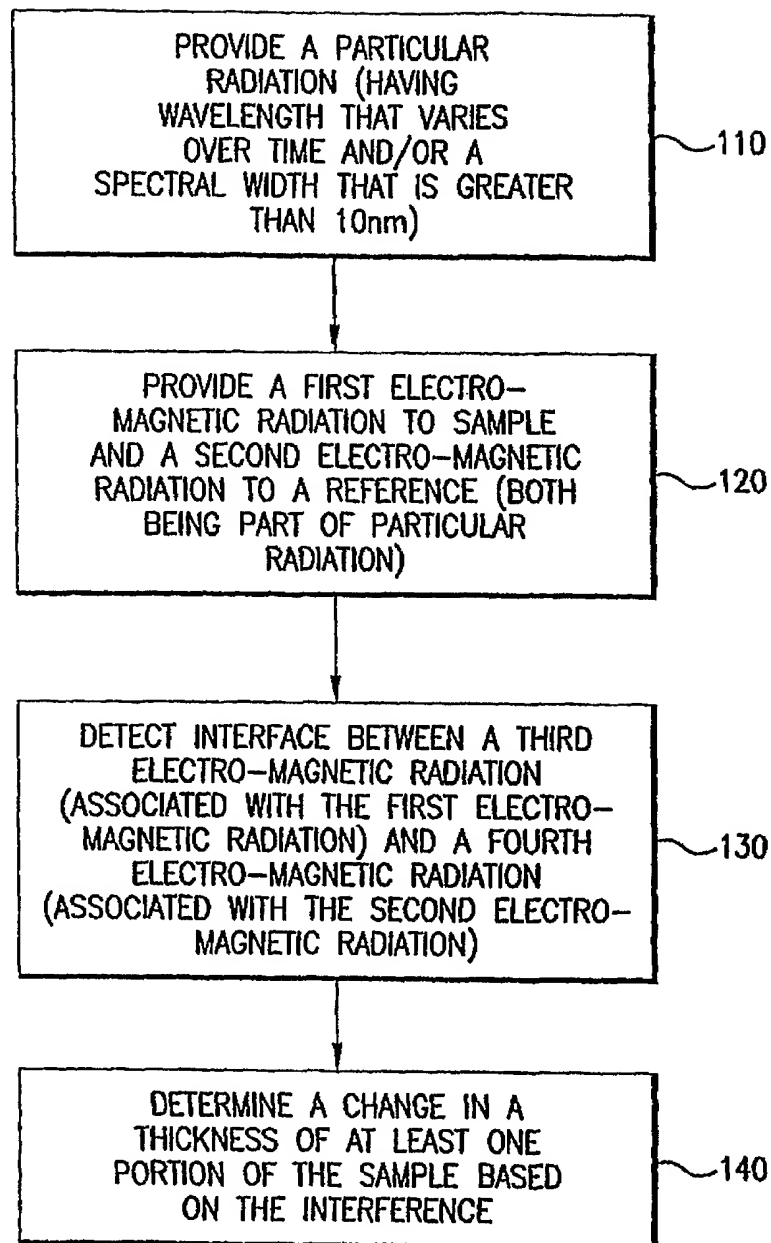 PROVIDE A PARTICULAR
RADIATION (HAVING
WAVELENGTH THAT VARIES
OVER TIME AND/OR A
SPECTRAL WIDTH THAT IS GREATER
THAN 10nm)
110
PROVIDE A FIRST ELECTRO-
MAGNETIC RADIATION TO SAMPLE
AND A SECOND ELECTRO-MAGNETIC
RADIATION TO A REFERENCE (BOTH
BEING PART OF PARTICULAR
RADIATION)
120
DETECT INTERFACE BETWEEN A THIRD
ELECTRO-MAGNETIC RADIATION
(ASSOCIATED WITH THE FIRST ELECTRO-
MAGNETIC RADIATION) AND A FOURTH
ELECTRO-MAGNETIC RADIATION
(ASSOCIATED WITH THE SECOND ELECTRO-
MAGNETIC RADIATION)
130
DETERMINE A CHANGE IN A
THICKNESS OF AT LEAST ONE
PORTION OF THE SAMPLE BASED
ON THE INTERFERENCE
140